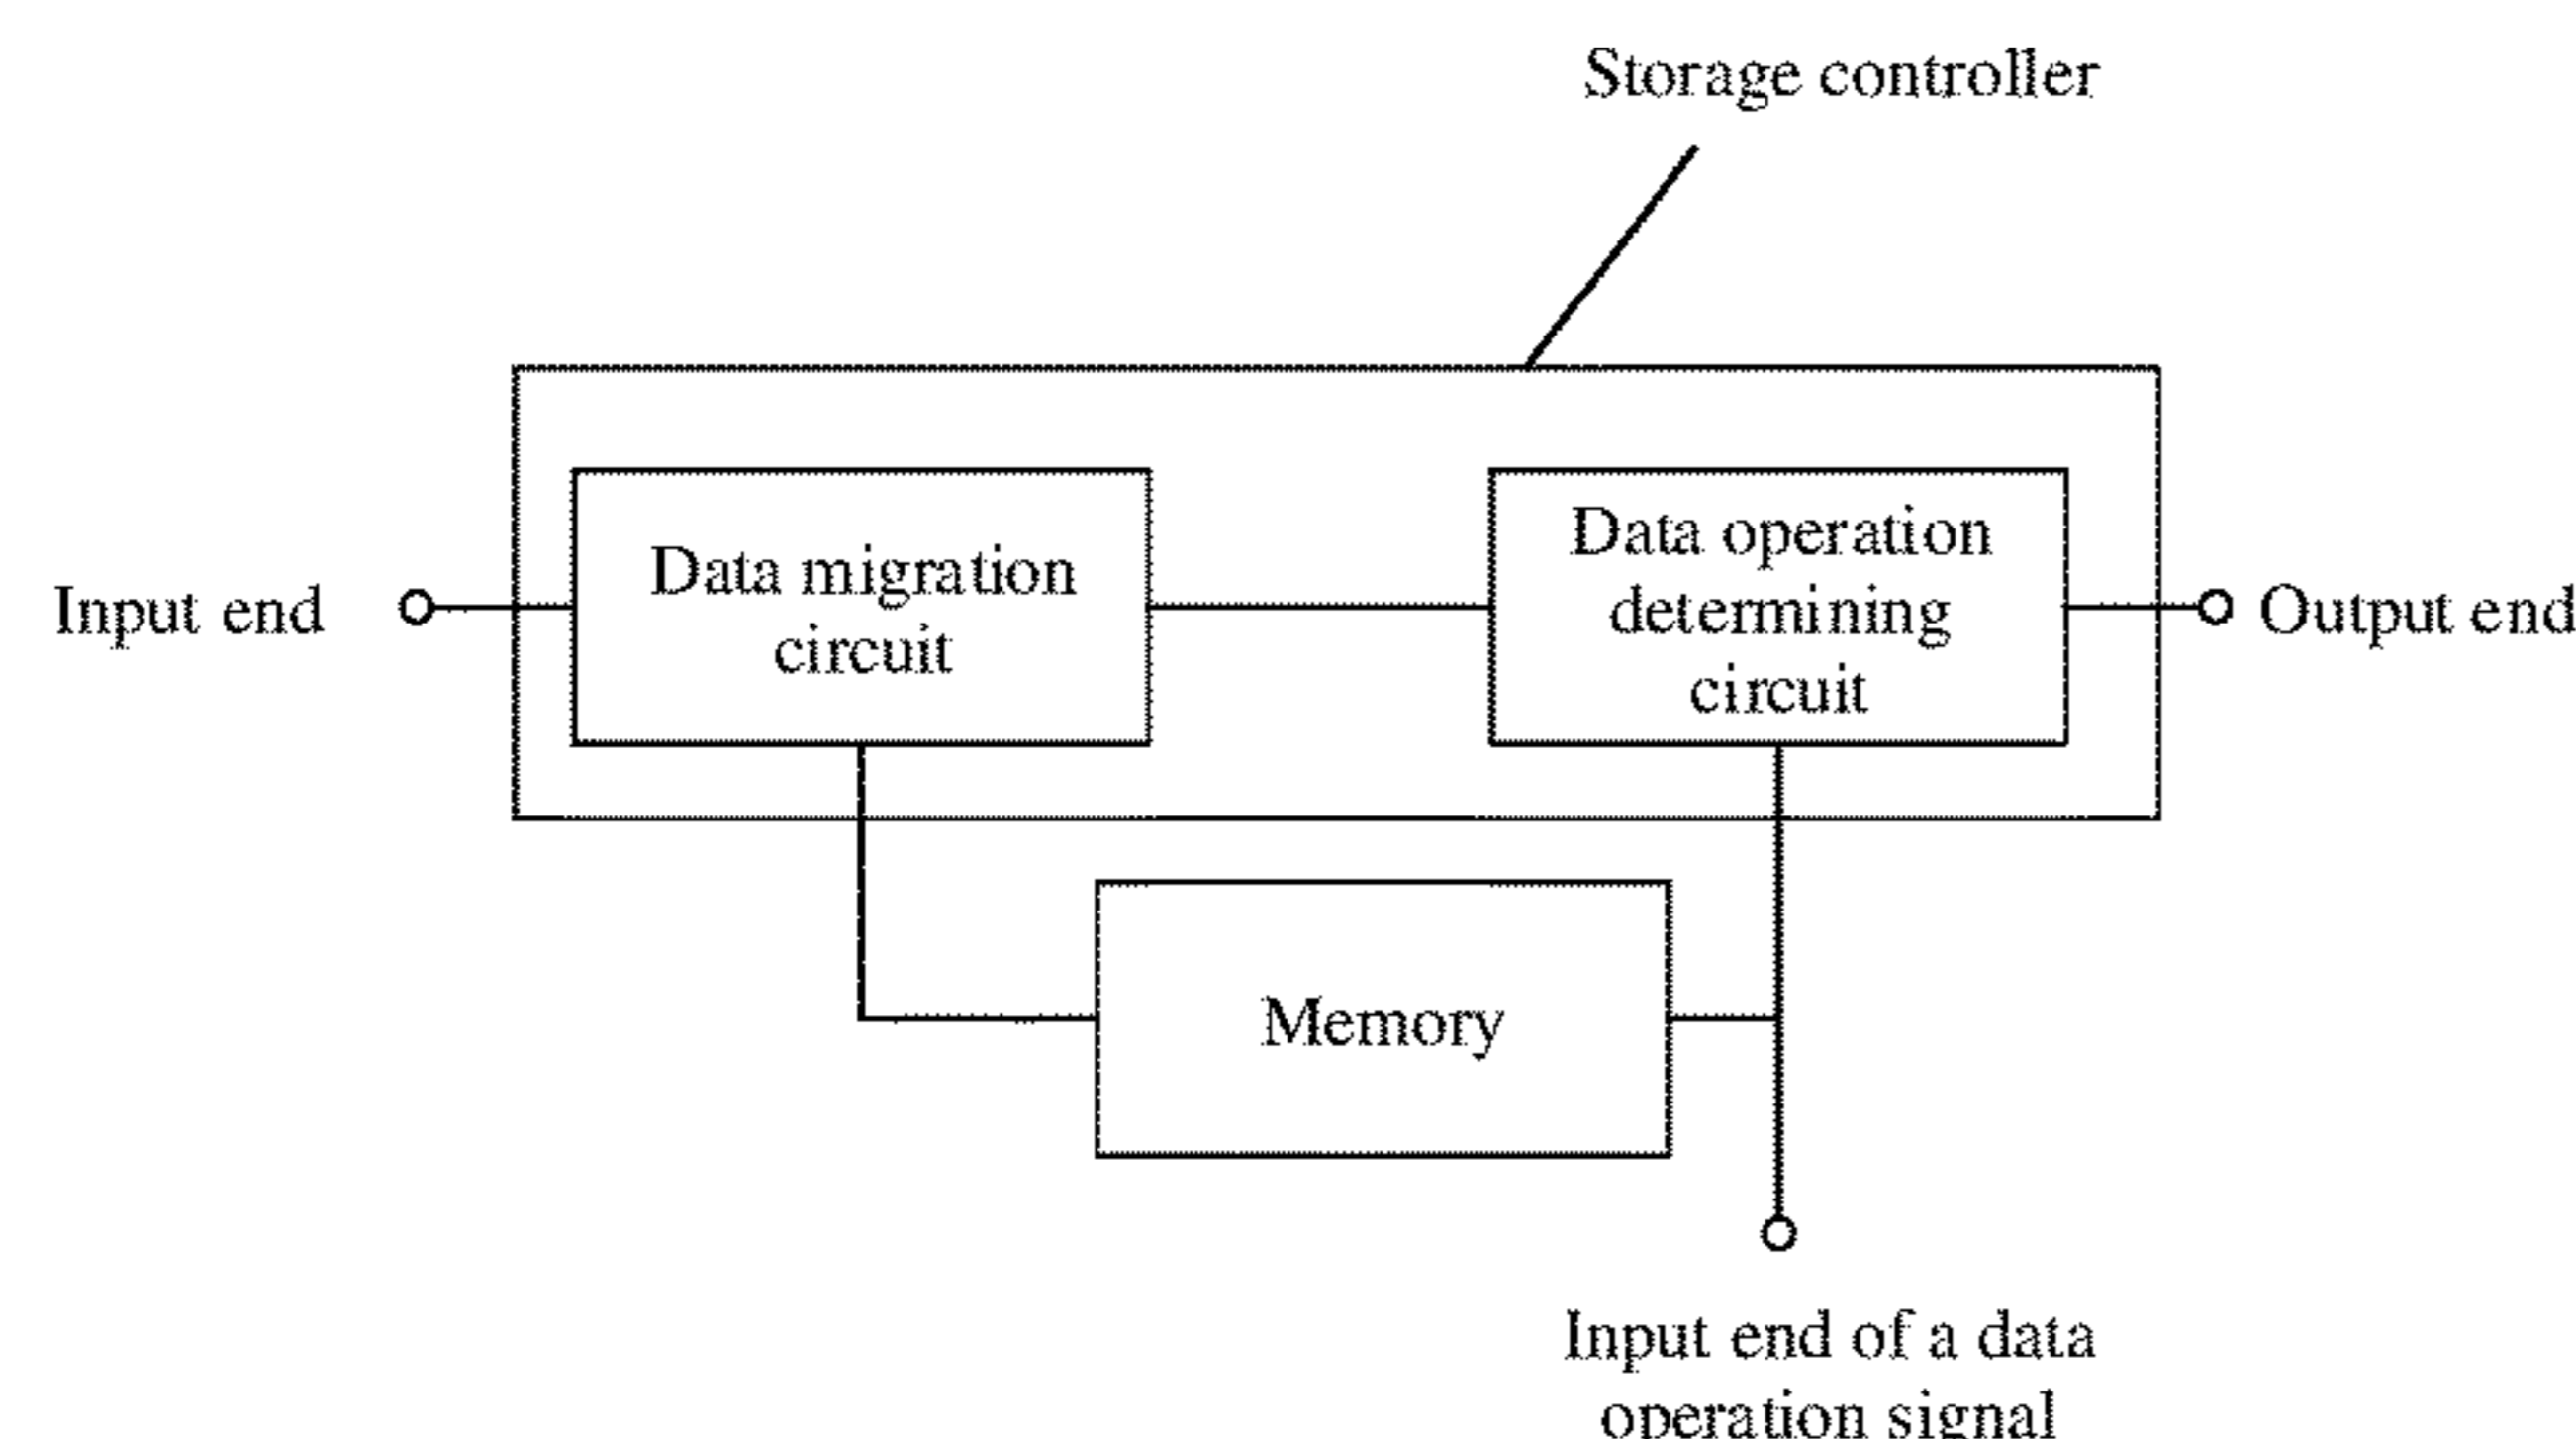 Storage controller
Data migration
circuit
Data operation
determining
circuit
Input end
Output end
Memory
Input end of a data
operation signal